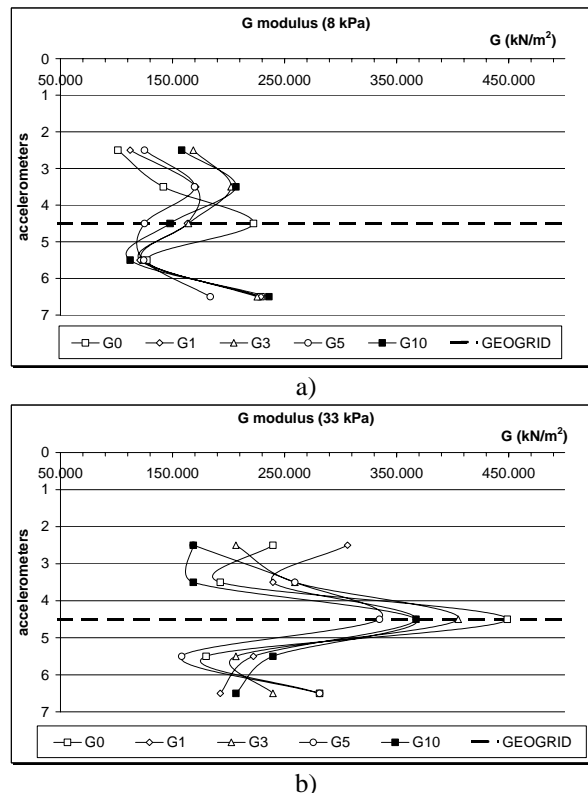 G modulus (8 kPa)
G (kN/m²)
50.000 150.000 250.000 350.000 450.000
0
1
2
3
4
5
6
7
accelerometers
G0 G1 G3 G5 G10 GEOGRID
a)
G modulus (33 kPa)
G (kN/m²)
50.000 150.000 250.000 350.000 450.000
0
1
2
3
4
5
6
7
accelerometers
G0 G1 G3 G5 G10 GEOGRID
b)